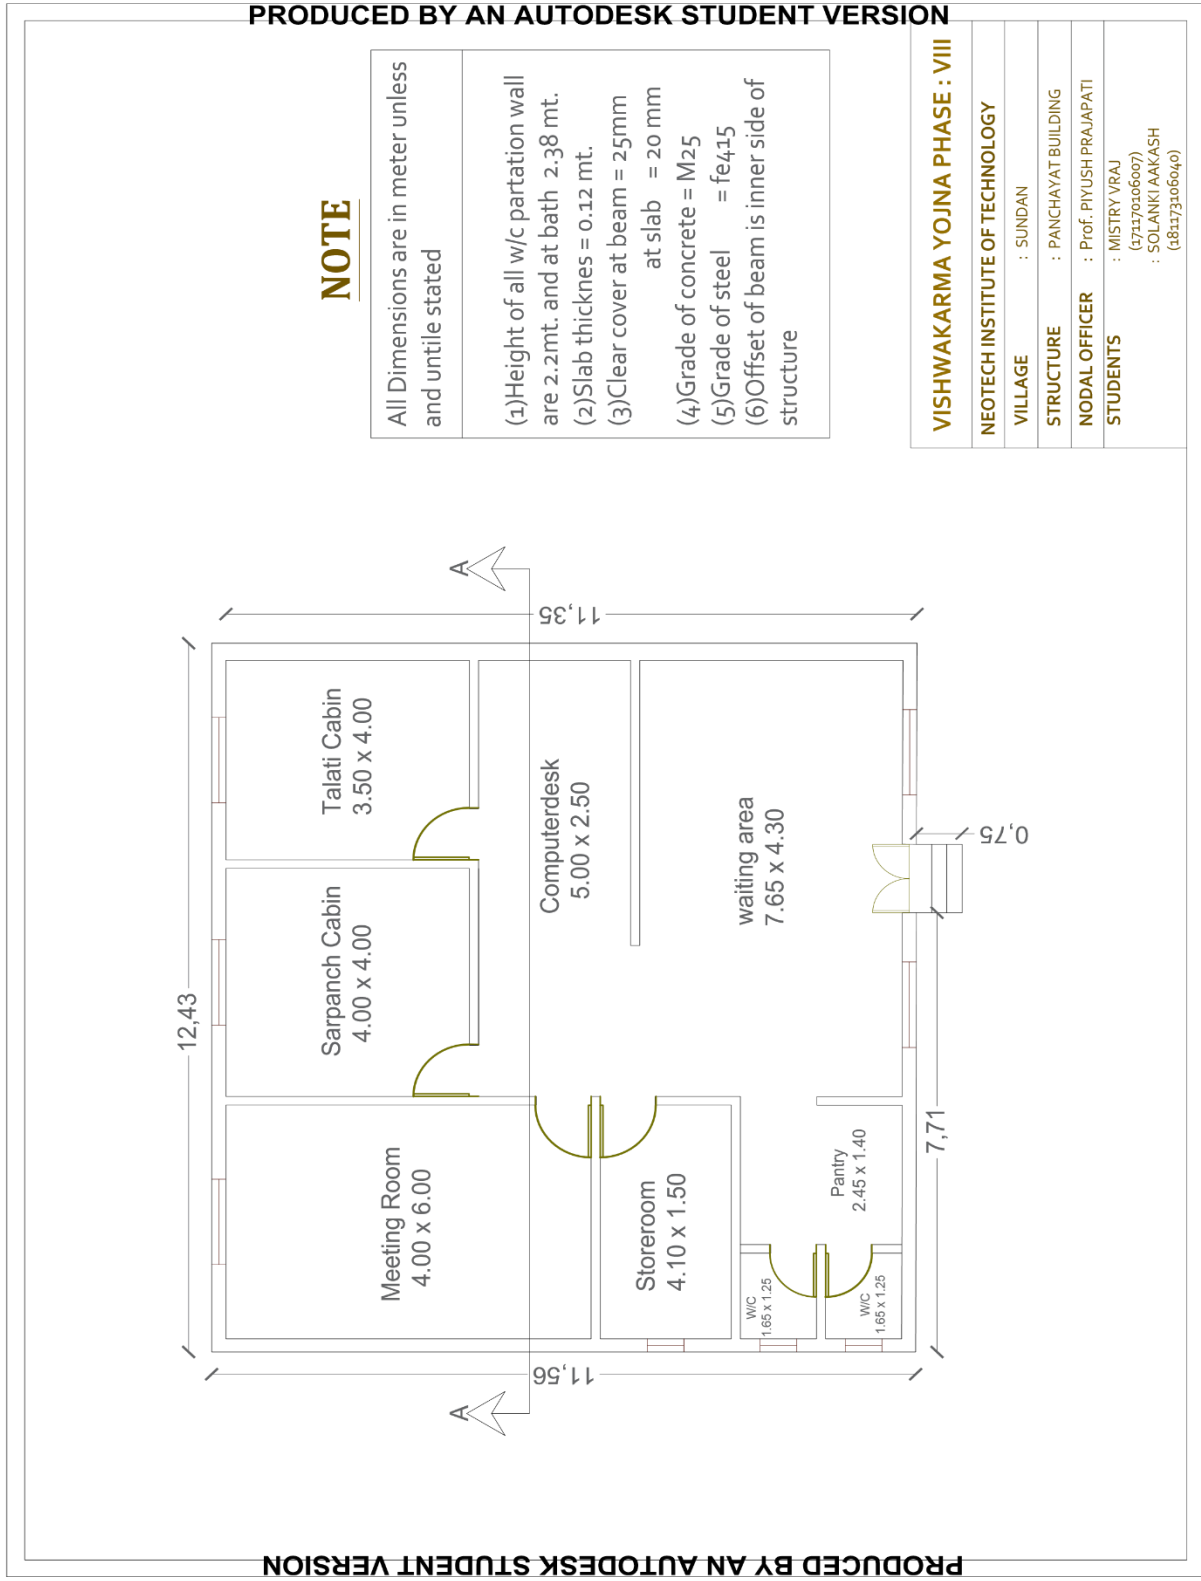 PRODUCED BY AN AUTODESK STUDENT VERSION
NOTE
All Dimensions are in meter unless
and untile stated
(1)Height of all w/c partation wall
are 2.2mt. and at bath 2.38 mt.
(2)Slab thicknes = 0.12 mt.
(3)Clear cover at beam = 25mm
at slab = 20 mm
(4)Grade of concrete = M25
(5)Grade of steel = fe415
(6)Offset of beam is inner side of
structure
VISHWAKARMA YOJNA PHASE : VIII
NEOTECH INSTITUTE OF TECHNOLOGY
VILLAGE : SUNDAN
STRUCTURE : PANCHAYAT BUILDING
NODAL OFFICER : Prof. PIYUSH PRAJAPATI
STUDENTS : MISTRY VRAJ
(171170106007)
: SOLANKI AAKASH
(181173106040)
12,43
11,56
11,35
A
A
Meeting Room
4.00 x 6.00
Sarpanch Cabin
4.00 x 4.00
Talati Cabin
3.50 x 4.00
Computerdesk
5.00 x 2.50
Storeroom
4.10 x 1.50
waiting area
7.65 x 4.30
W/C
1.65 x 1.25
W/C
1.65 x 1.25
Pantry
2.45 x 1.40
7,71
0,75
PRODUCED BY AN AUTODESK STUDENT VERSION